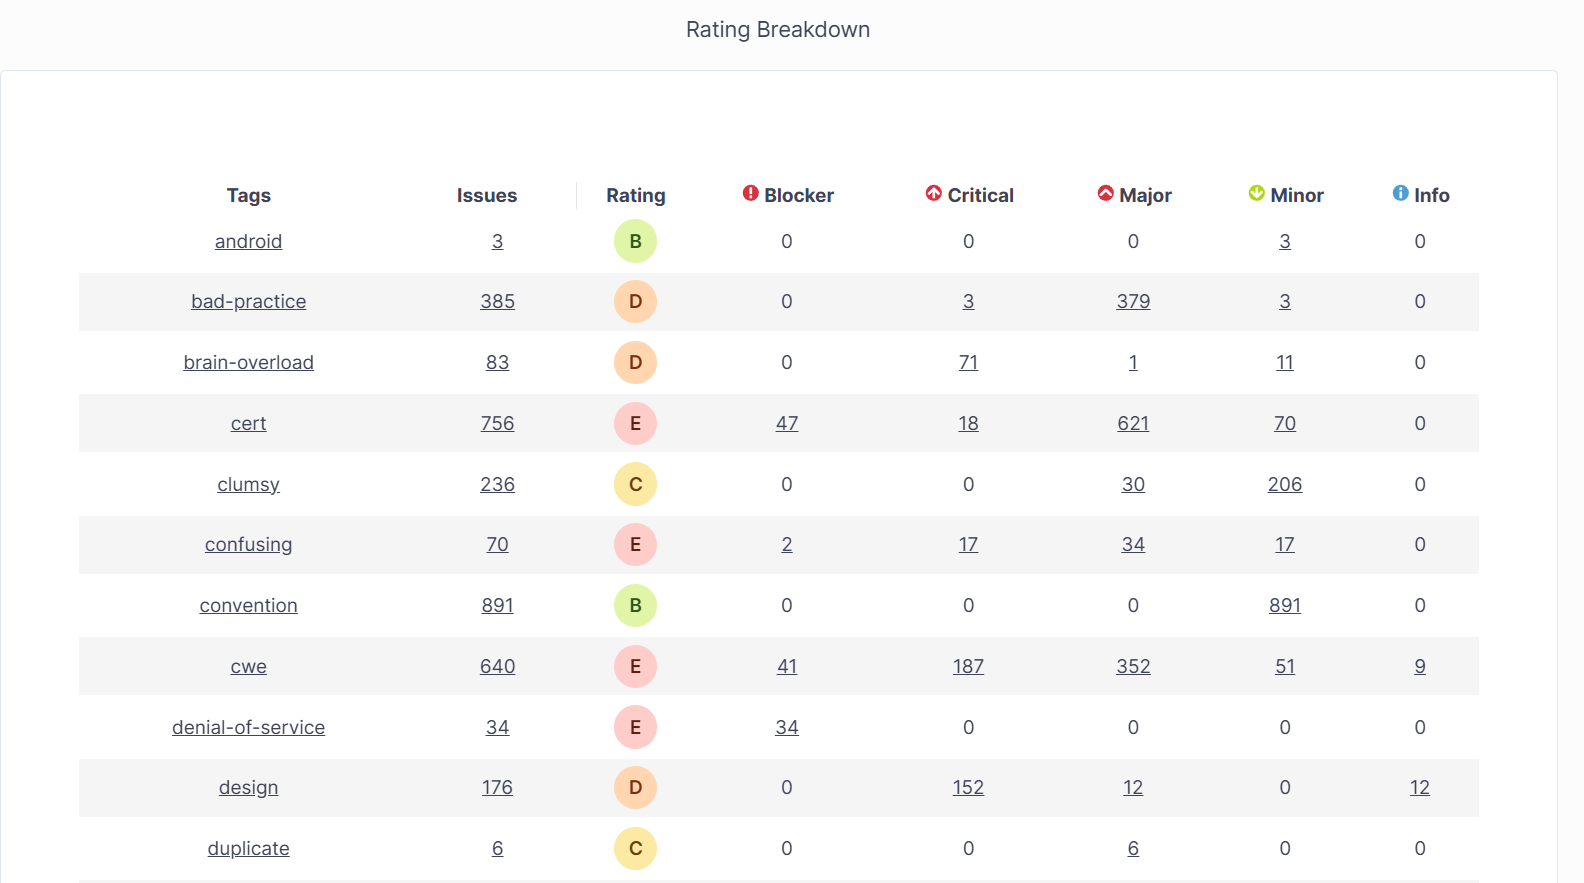 Rating Breakdown
Tags Issues Rating Blocker Critical Major Minor Info
android 3 B 0 0 0 3 0
bad-practice 385 D 0 3 379 3 0
brain-overload 83 D 0 71 1 11 0
cert 756 E 47 18 621 70 0
clumsy 236 C 0 0 30 206 0
confusing 70 E 2 17 34 17 0
convention 891 B 0 0 0 891 0
cwe 640 E 41 187 352 51 9
denial-of-service 34 E 34 0 0 0 0
design 176 D 0 152 12 0 12
duplicate 6 C 0 0 6 0 0